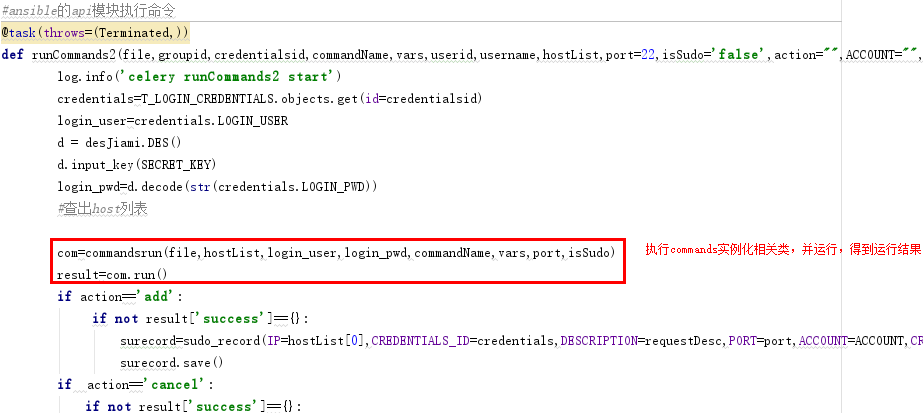 #ansible的api模块执行命令
@task(throws=(Terminated,))
def runCommands2(file,groupid,credentialsid,commandName,vars,userid,username,hostList,port=22,isSudo='false',action="",ACCOUNT="",
log.info('celery runCommands2 start')
credentials=T_LOGIN_CREDENTIALS.objects.get(id=credentialsid)
login_user=credentials.LOGIN_USER
d = desJiami.DES()
d.input_key(SECRET_KEY)
login_pwd=d.decode(str(credentials.LOGIN_PWD))
#查出host列表
com=commandsrun(file,hostList,login_user,login_pwd,commandName,vars,port,isSudo)
执行commands实例化相关类，并运行，得到运行结果
result=com.run()
if action=='add':
if not result['success']=={}:
surecord=sudo_record(IP=hostList[0],CREDENTIALS_ID=credentials,DESCRIPTION=requestDesc,PORT=port,ACCOUNT=ACCOUNT,CR
surecord.save()
if action=='cancel':
if not result['success']=={}: